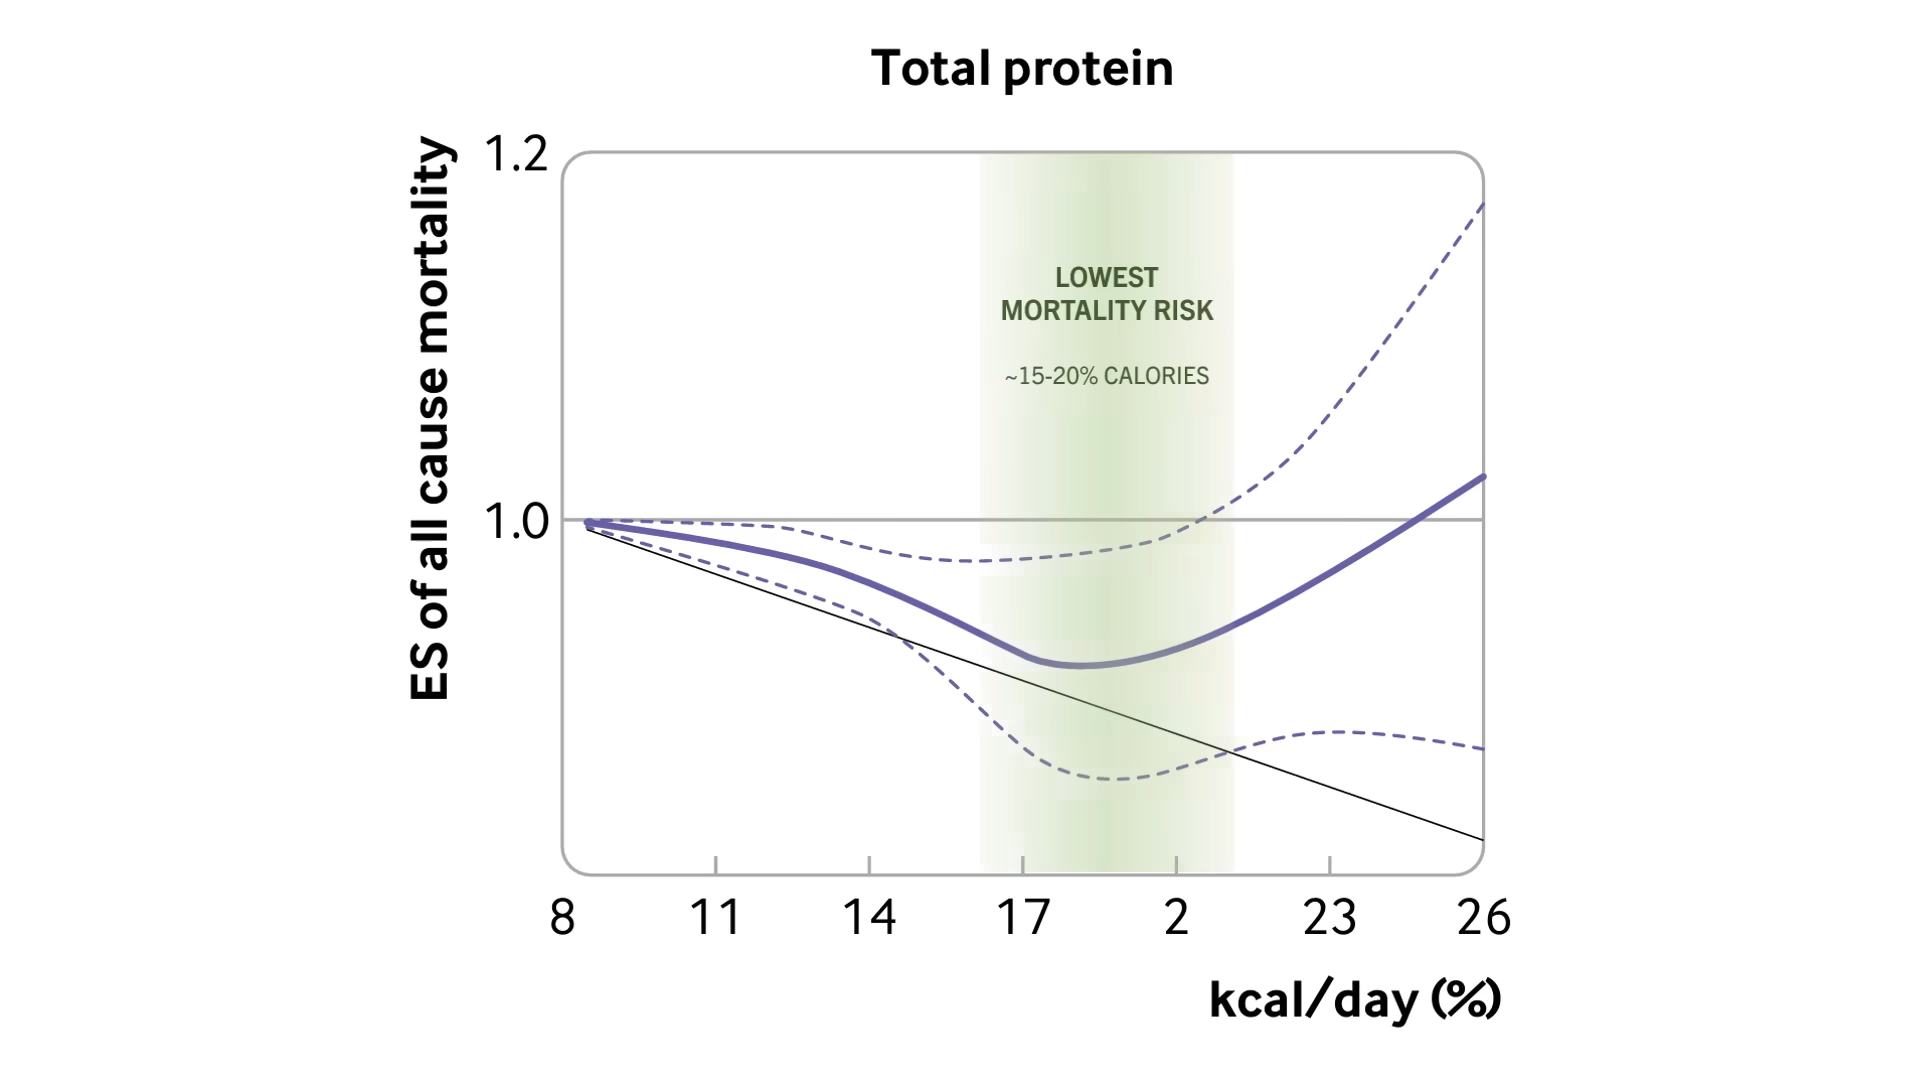 Total protein
ES of all cause mortality
1.2
1.0
LOWEST
MORTALITY RISK
~15-20% CALORIES
8 11 14 17 2 23 26
kcal/day (%)